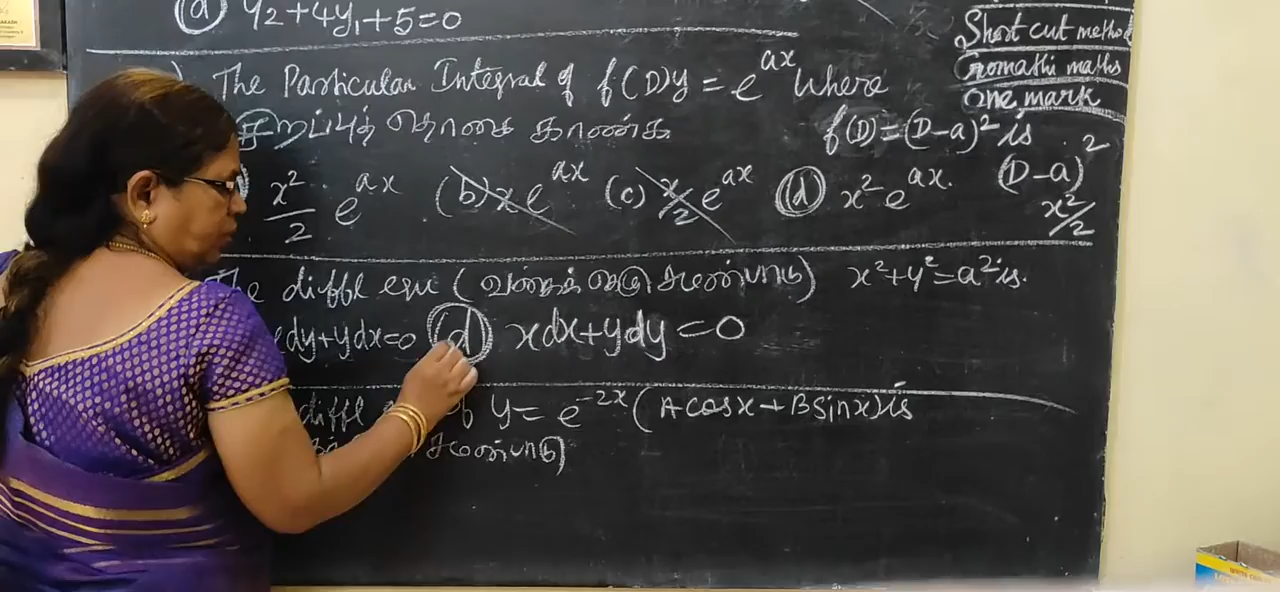 (d) y₂+4y₁+5=0
Short cut method
Gomathi maths
One mark
) The Particular Integral of f(D)y = e^ax Where
சிறப்புத் தொகை காண்க
f(D)=(D-a)² is
x²/2 e^ax (b) xe^ax (c) x/2 e^ax (d) x² e^ax. (D-a)²
x²/2
The diffl eqn (வகைக்கெழு சமன்பாடு) x²+y²=a² is.
dy+ydx=0 (d) xdx+ydy=0
diffl of y= e^-2x (Acosx+Bsinx) is
சமன்பாடு)